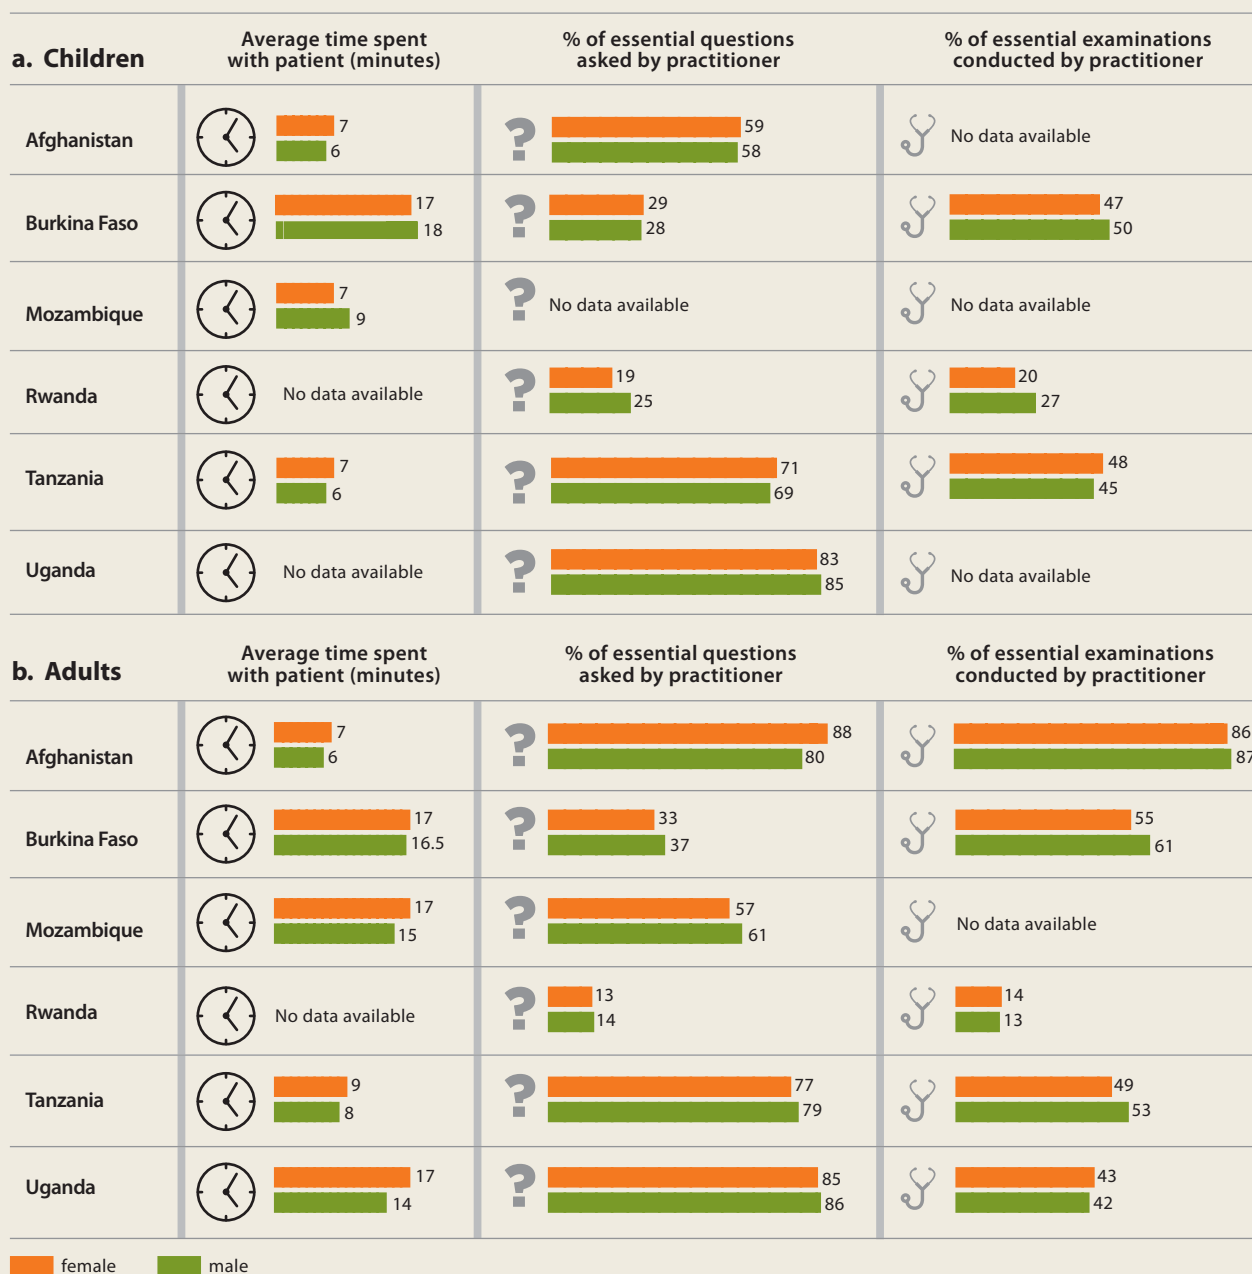 a. Children
Average time spent
with patient (minutes)
% of essential questions
asked by practitioner
% of essential examinations
conducted by practitioner
Afghanistan
7
6
59
58
No data available
Burkina Faso
17
18
29
28
47
50
Mozambique
7
9
No data available
No data available
Rwanda
No data available
19
25
20
27
Tanzania
7
6
71
69
48
45
Uganda
No data available
83
85
No data available
b. Adults
Average time spent
with patient (minutes)
% of essential questions
asked by practitioner
% of essential examinations
conducted by practitioner
Afghanistan
7
6
88
80
86
87
Burkina Faso
17
16.5
33
37
55
61
Mozambique
17
15
57
61
No data available
Rwanda
No data available
13
14
14
13
Tanzania
9
8
77
79
49
53
Uganda
17
14
85
86
43
42
female
male